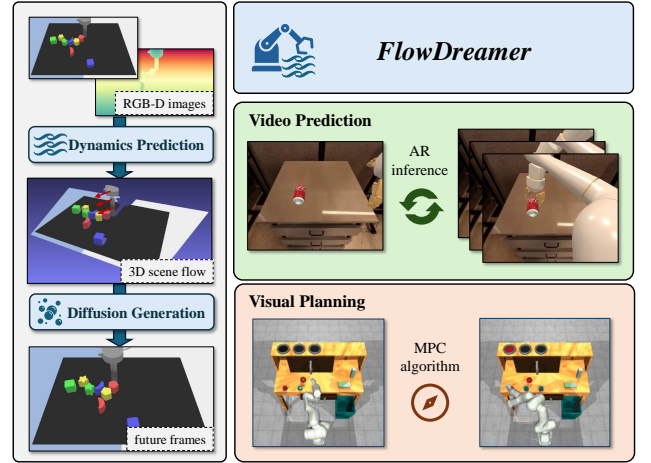 RGB-D images
Dynamics Prediction
3D scene flow
Diffusion Generation
future frames
FlowDreamer
Video Prediction
AR
inference
Visual Planning
MPC
algorithm